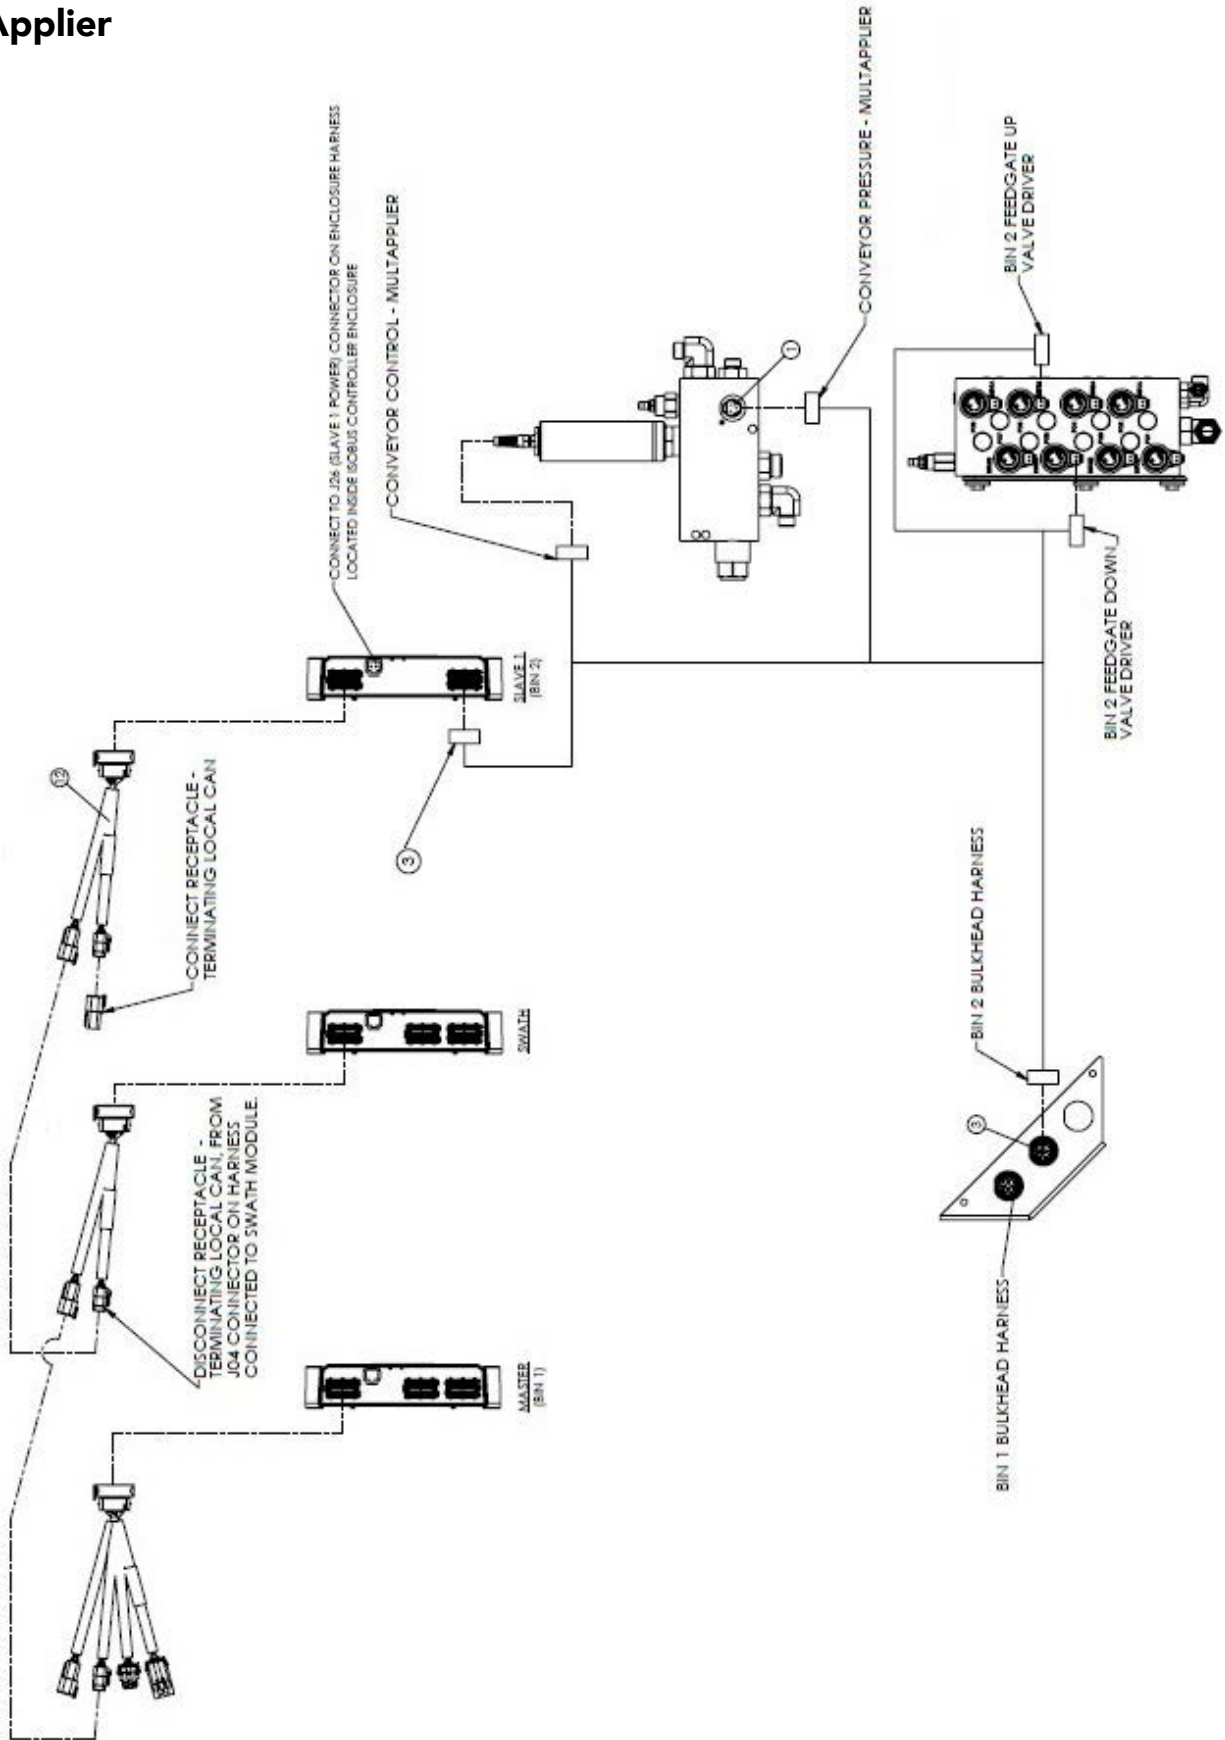 Applier
CONNECT TO J26 (SLAVE 1 POWER) CONNECTOR ON ENCLOSURE HARNESS
LOCATED INSIDE ISOBUS CONTROLLER ENCLOSURE
CONVEYOR CONTROL - MULTAPPLIER
CONVEYOR PRESSURE - MULTAPPLIER
1
BIN 2 FEEDGATE UP
VALVE DRIVER
BIN 2 FEEDGATE DOWN
VALVE DRIVER
SLAVE 1
(BIN 2)
12
CONNECT RECEPTACLE -
TERMINATING LOCAL CAN
3
SWATH
BIN 2 BULKHEAD HARNESS
3
DISCONNECT RECEPTACLE -
TERMINATING LOCAL CAN, FROM
J04 CONNECTOR ON HARNESS
CONNECTED TO SWATH MODULE.
MASTER
(BIN 1)
BIN 1 BULKHEAD HARNESS